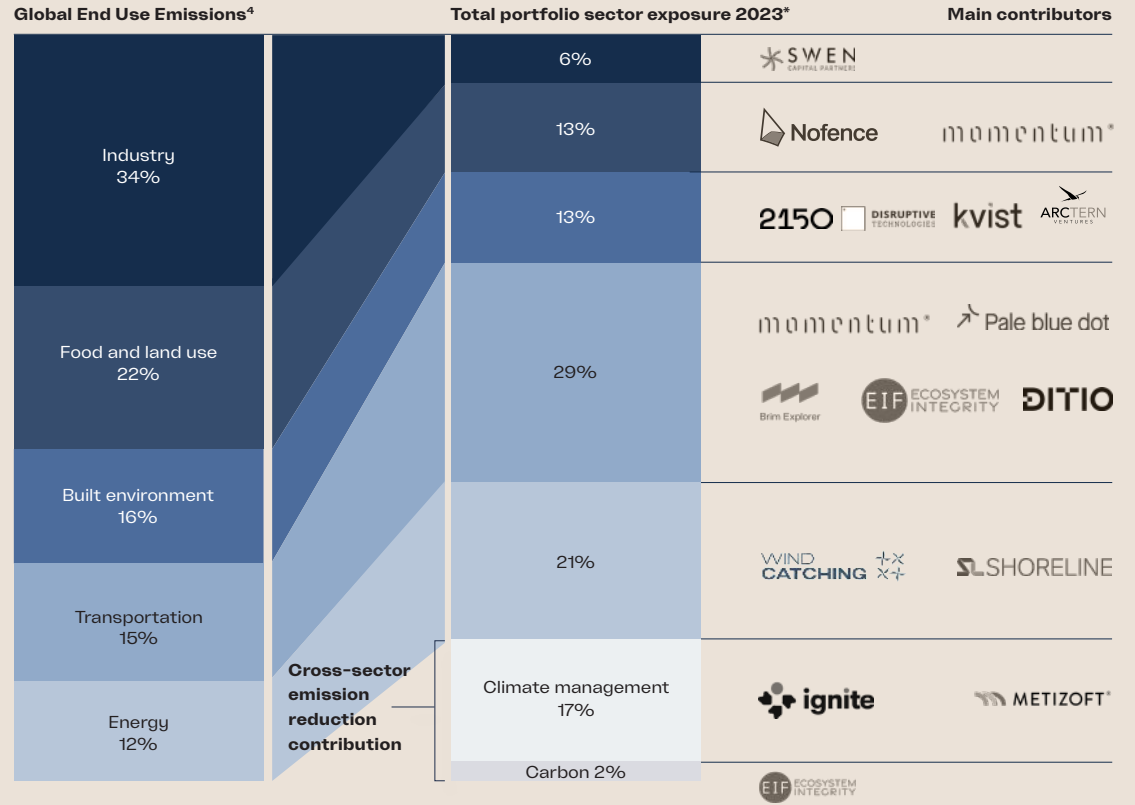 Global End Use Emissions⁴
Total portfolio sector exposure 2023*
Main contributors
Industry
34%
Food and land use
22%
Built environment
16%
Transportation
15%
Energy
12%
Cross-sector
emission
reduction
contribution
6%
13%
13%
29%
21%
Climate management
17%
Carbon 2%
SWEN
CAPITAL PARTNERS
Nofence
momentum®
2150
DISRUPTIVE
TECHNOLOGIES
kvist
ARCTERN
VENTURES
momentum®
Pale blue dot
Brim Explorer
EIF
ECOSYSTEM
INTEGRITY
DITIO
WIND
CATCHING
SHORELINE
ignite
METIZOFT®
EIF
ECOSYSTEM
INTEGRITY